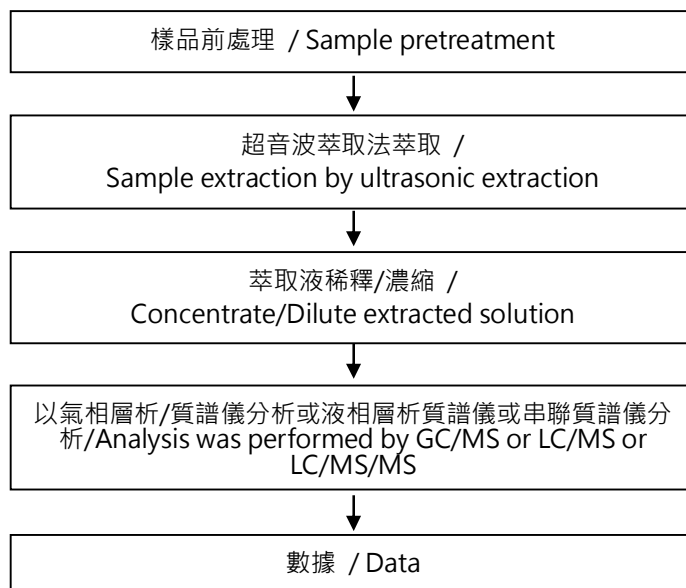 樣品前處理 / Sample pretreatment
超音波萃取法萃取 /
Sample extraction by ultrasonic extraction
萃取液稀釋/濃縮 /
Concentrate/Dilute extracted solution
以氣相層析/質譜儀分析或液相層析質譜儀或串聯質譜儀分
析/Analysis was performed by GC/MS or LC/MS or
LC/MS/MS
數據 / Data